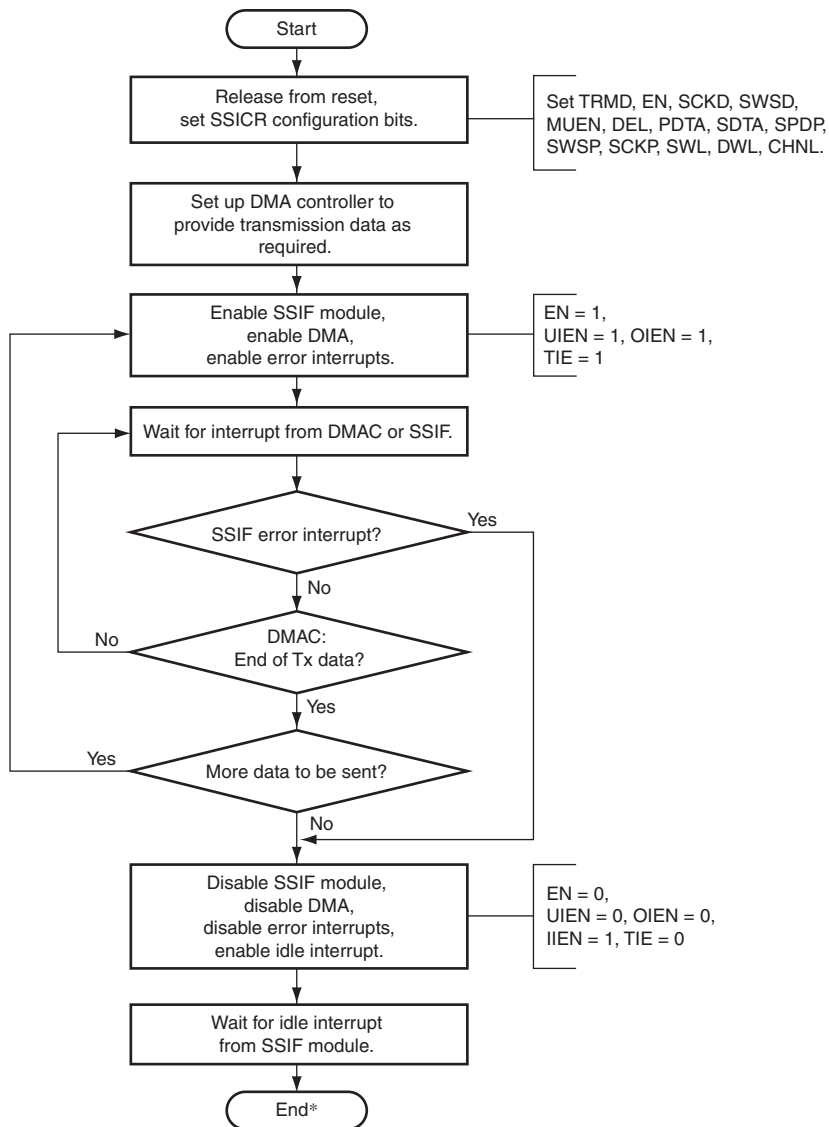 Start
Release from reset,
set SSICR configuration bits.
Set TRMD, EN, SCKD, SWSD,
MUEN, DEL, PDTA, SDTA, SPDP,
SWSP, SCKP, SWL, DWL, CHNL.
Set up DMA controller to
provide transmission data as
required.
Enable SSIF module,
enable DMA,
enable error interrupts.
EN = 1,
UIEN = 1, OIEN = 1,
TIE = 1
Wait for interrupt from DMAC or SSIF.
SSIF error interrupt?
Yes
No
DMAC:
End of Tx data?
No
Yes
More data to be sent?
Yes
No
Disable SSIF module,
disable DMA,
disable error interrupts,
enable idle interrupt.
EN = 0,
UIEN = 0, OIEN = 0,
IIEN = 1, TIE = 0
Wait for idle interrupt
from SSIF module.
End*